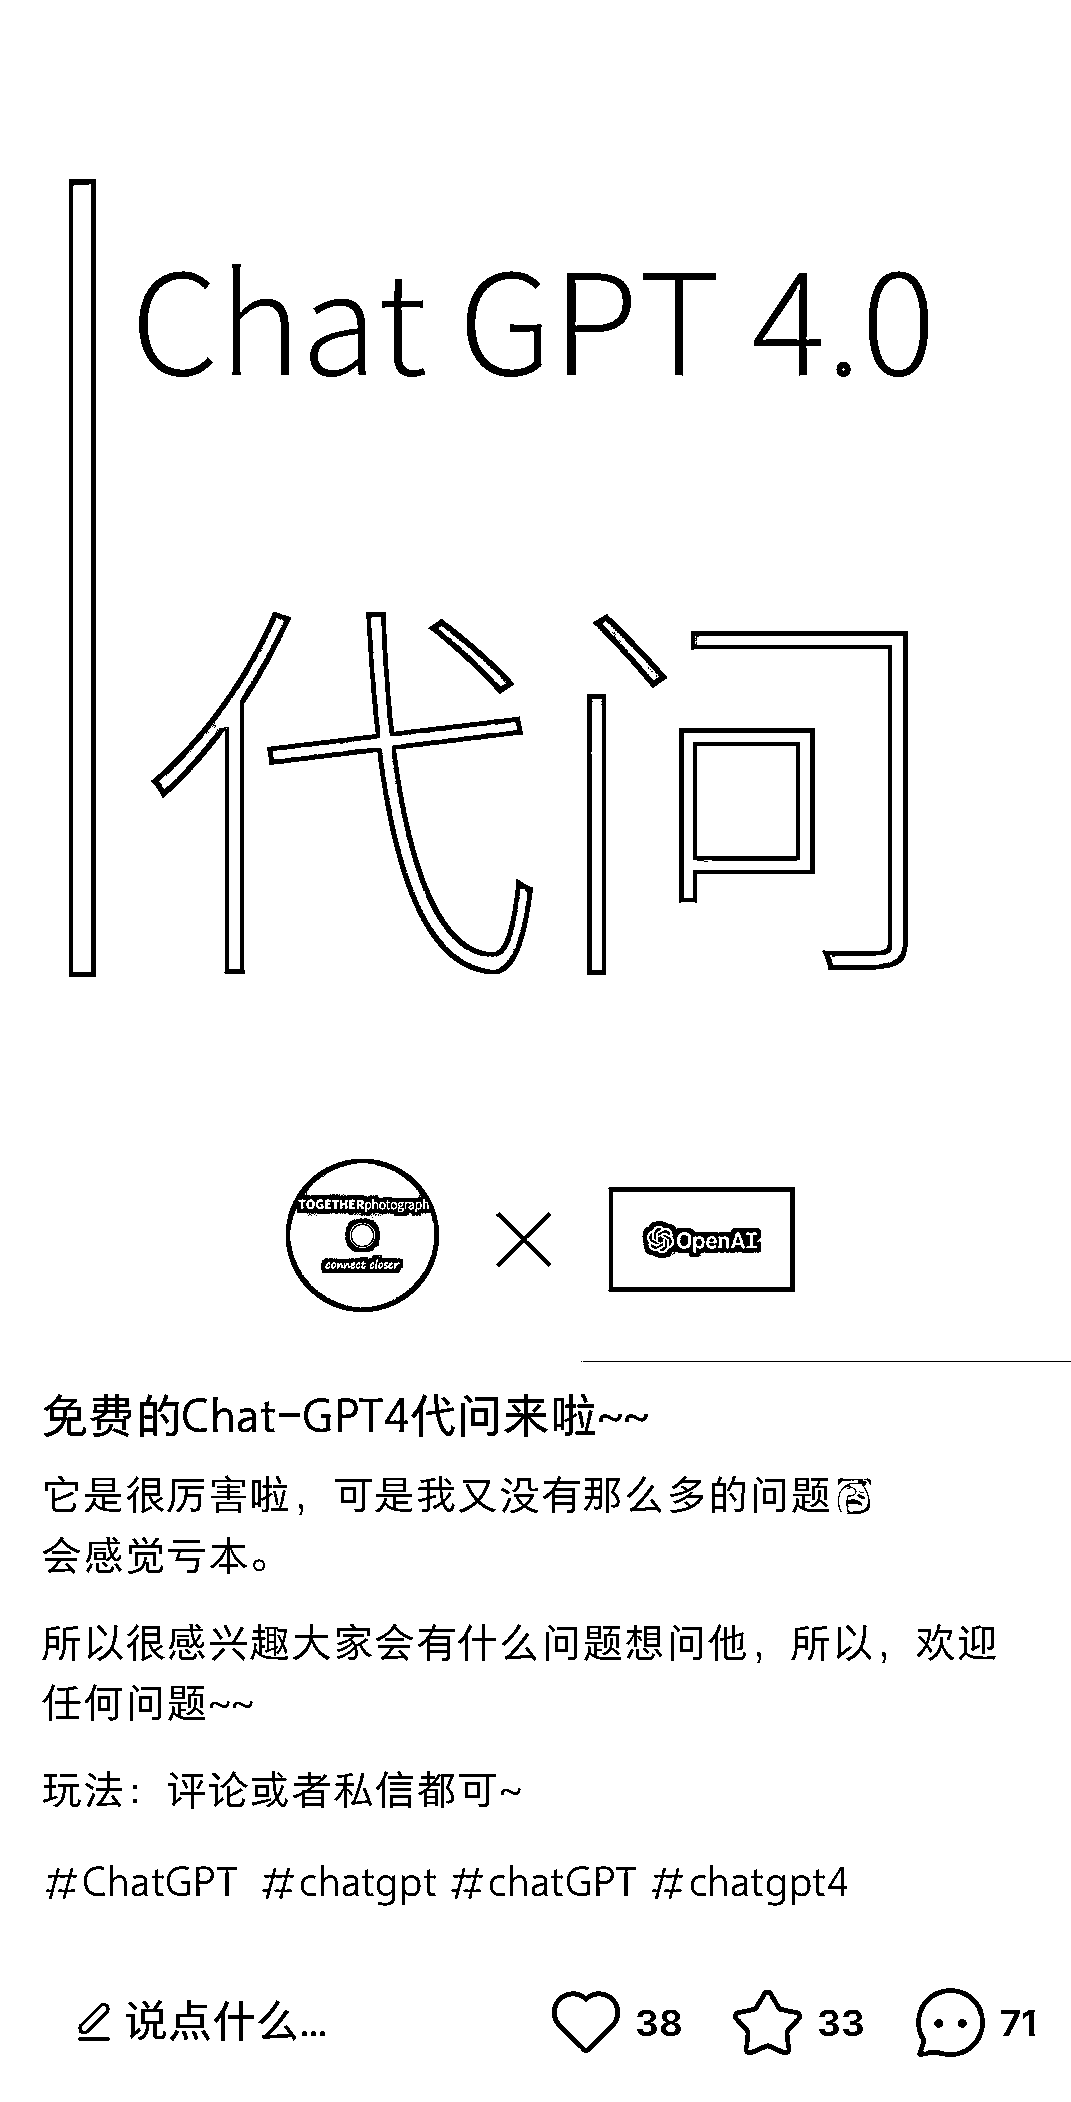 Chat GPT 4.0
代问
TOGETHERphotograph
connect closer
OpenAI
免费的Chat-GPT4代问来啦~~
它是很厉害啦，可是我又没有那么多的问题
会感觉亏本。
所以很感兴趣大家会有什么问题想问他，所以，欢迎
任何问题~~
玩法：评论或者私信都可~
#ChatGPT #chatgpt #chatGPT #chatgpt4
说点什么...
38
33
71